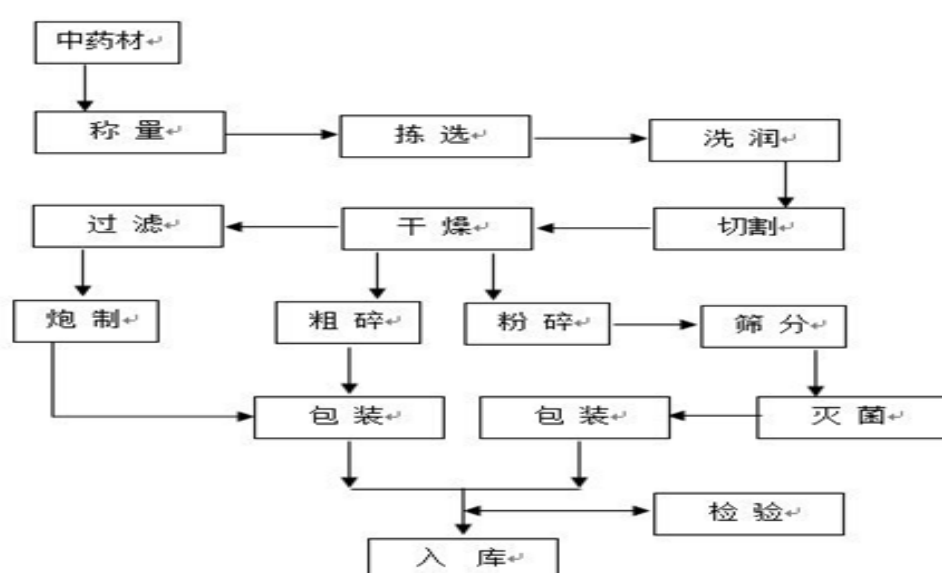 中药材
称 量
拣 选
洗 润
过 滤
干 燥
切割
炮 制
粗 碎
粉 碎
筛 分
包 装
包 装
灭 菌
检 验
入 库